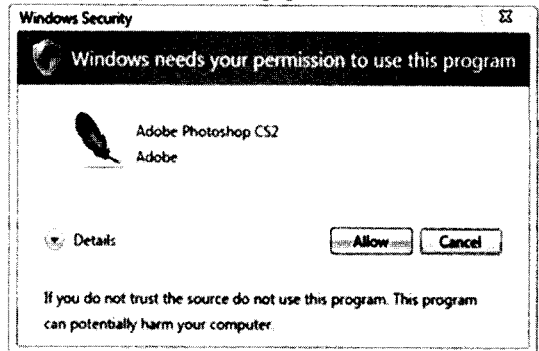 Windows Security
Windows needs your permission to use this program
Adobe Photoshop CS2
Adobe
Details
Allow
Cancel
If you do not trust the source do not use this program. This program
can potentially harm your computer.